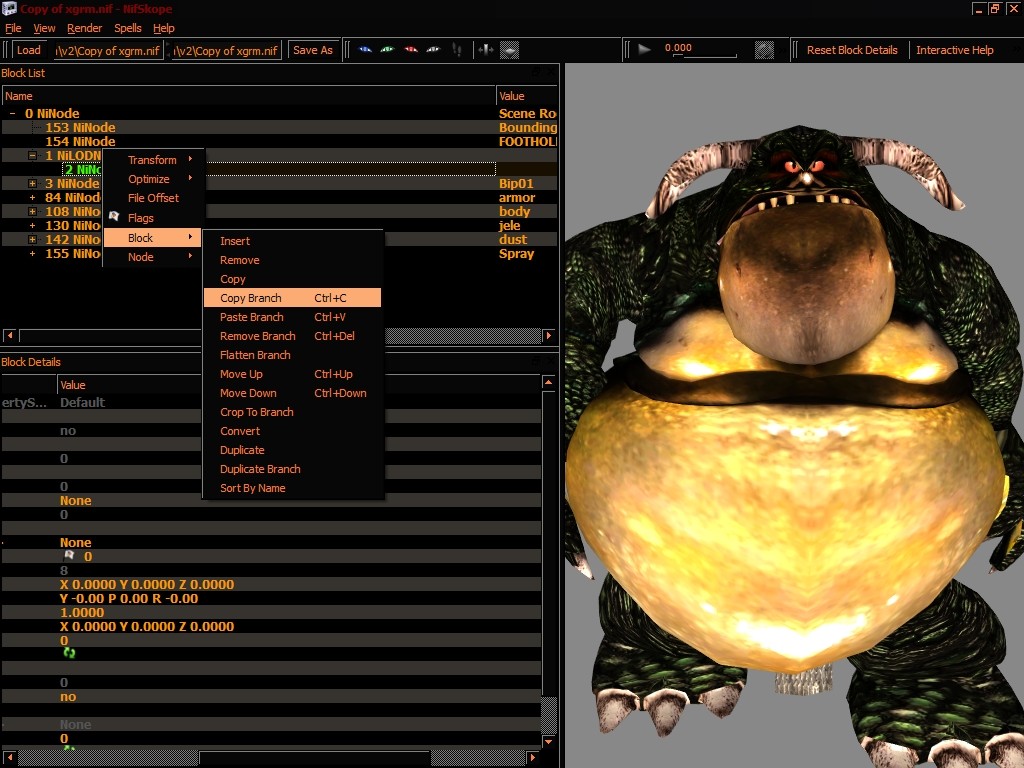 Copy of xgrm.nif - NifSkope
File View Render Spells Help
Load \v2\Copy of xgrm.nif \v2\Copy of xgrm.nif Save As 0.000 Reset Block Details Interactive Help
Block List
Name Value
0 NiNode Scene Ro
153 NiNode Bounding
154 NiNode FOOTHOL
1 NiLODN
2 NiNo
3 NiNode Bip01
84 NiNo armor
108 NiNo body
130 NiNo jele
142 NiNo dust
155 NiNo Spray
Transform
Optimize
File Offset
Flags
Block
Node
Insert
Remove
Copy
Copy Branch Ctrl+C
Paste Branch Ctrl+V
Remove Branch Ctrl+Del
Flatten Branch
Move Up Ctrl+Up
Move Down Ctrl+Down
Crop To Branch
Convert
Duplicate
Duplicate Branch
Sort By Name
Block Details
Value
ertyS... Default
no
0
0
None
0
None
0
8
X 0.0000 Y 0.0000 Z 0.0000
Y -0.00 P 0.00 R -0.00
1.0000
X 0.0000 Y 0.0000 Z 0.0000
0
0
no
None
0